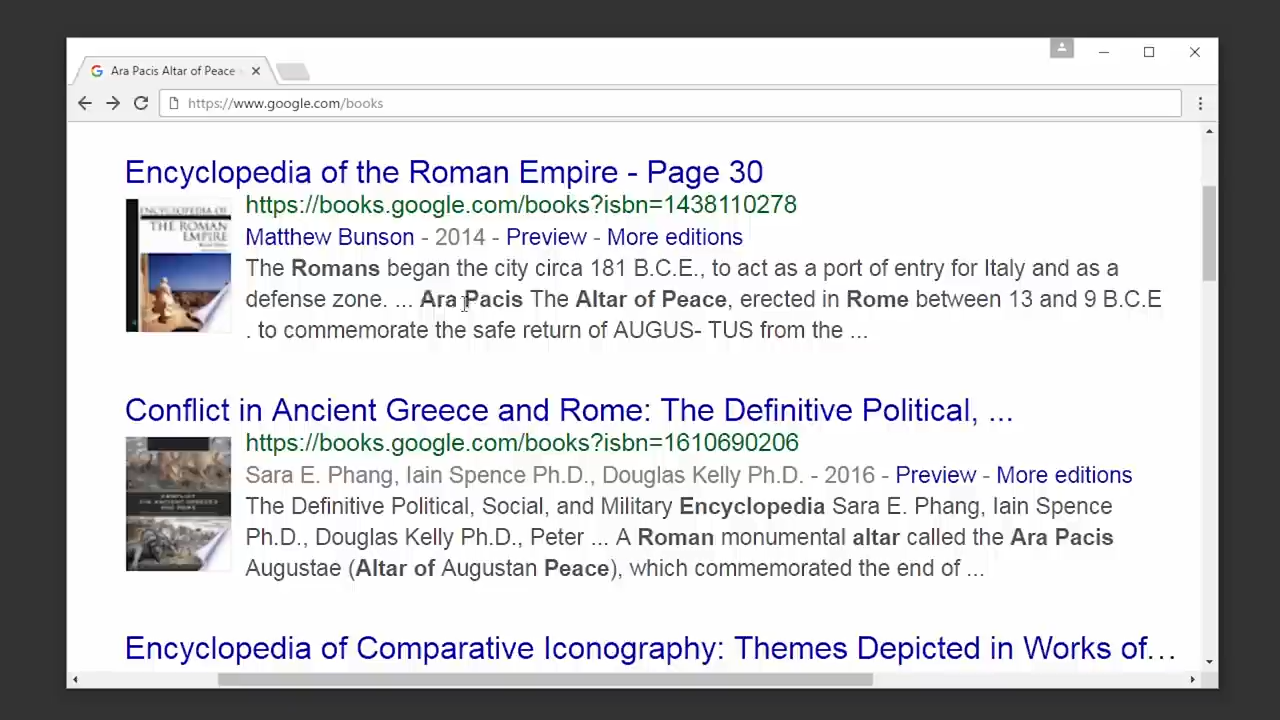 Ara Pacis Altar of Peace
https://www.google.com/books
Encyclopedia of the Roman Empire - Page 30
https://books.google.com/books?isbn=1438110278
Matthew Bunson - 2014 - Preview - More editions
The Romans began the city circa 181 B.C.E., to act as a port of entry for Italy and as a
defense zone. ... Ara Pacis The Altar of Peace, erected in Rome between 13 and 9 B.C.E
. to commemorate the safe return of AUGUS- TUS from the ...
ENCYCLOPEDIA OF
THE ROMAN
EMPIRE
Conflict in Ancient Greece and Rome: The Definitive Political, ...
https://books.google.com/books?isbn=1610690206
Sara E. Phang, Iain Spence Ph.D., Douglas Kelly Ph.D. - 2016 - Preview - More editions
The Definitive Political, Social, and Military Encyclopedia Sara E. Phang, Iain Spence
Ph.D., Douglas Kelly Ph.D., Peter ... A Roman monumental altar called the Ara Pacis
Augustae (Altar of Augustan Peace), which commemorated the end of ...
Encyclopedia of Comparative Iconography: Themes Depicted in Works of...